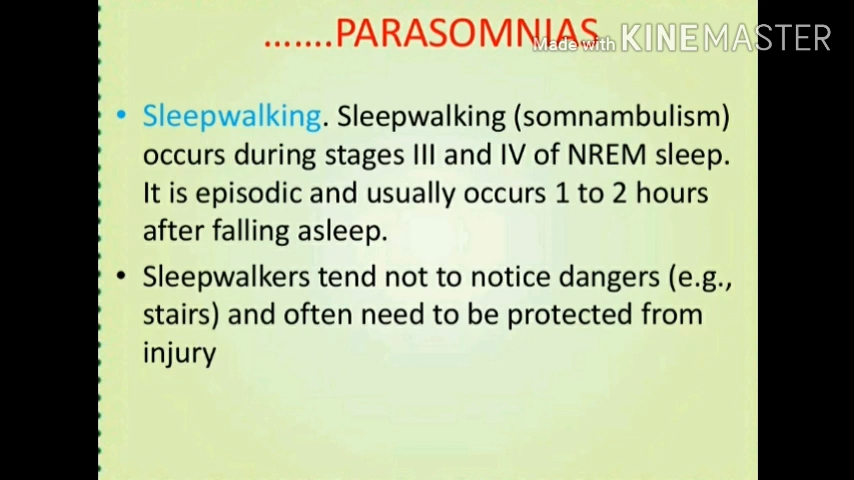 .......PARASOMNIAS
Made with KINEMASTER
• Sleepwalking. Sleepwalking (somnambulism)
occurs during stages III and IV of NREM sleep.
It is episodic and usually occurs 1 to 2 hours
after falling asleep.
• Sleepwalkers tend not to notice dangers (e.g.,
stairs) and often need to be protected from
injury